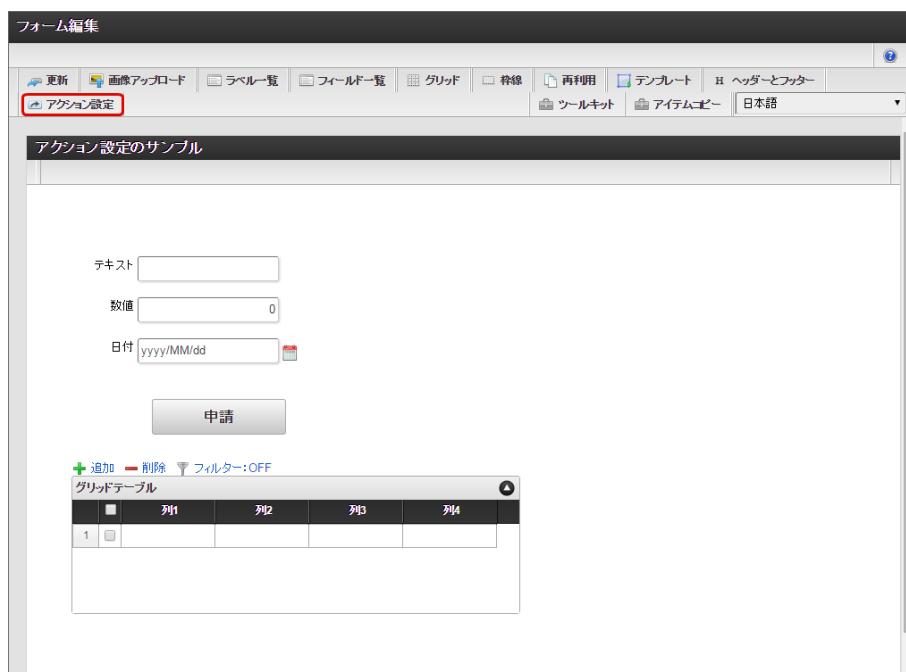 フォーム編集
更新 画像アップロード ラベル一覧 フィールド一覧 グリッド 枠線 再利用 テンプレート H ヘッダーとフッター
アクション設定 ツールキット アイテムコピー 日本語
アクション設定のサンプル
テキスト
数値 0
日付 yyyy/MM/dd
申請
追加 削除 フィルター:OFF
グリッドテーブル
列1 列2 列3 列4
1